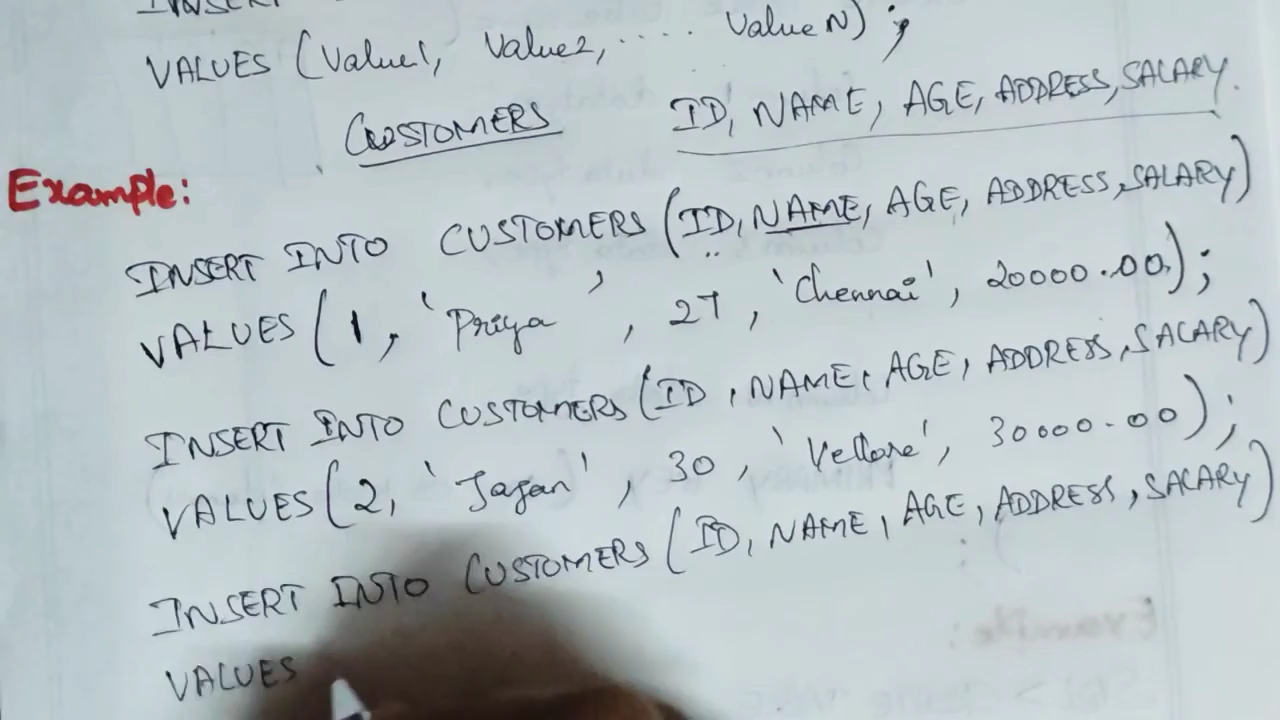 INSERT
VALUES (Value1, Value2, ..... Value N) ;
CUSTOMERS ID, NAME, AGE, ADDRESS, SALARY.
Example:
INSERT INTO CUSTOMERS (ID, NAME, AGE, ADDRESS, SALARY)
VALUES (1, 'Priya ', 27, 'Chennai', 20000.00);
INSERT INTO CUSTOMERS (ID, NAME, AGE, ADDRESS, SALARY)
VALUES (2, 'Jagan', 30, 'Vellore', 30000.00);
INSERT INTO CUSTOMERS (ID, NAME, AGE, ADDRESS, SALARY)
VALUES